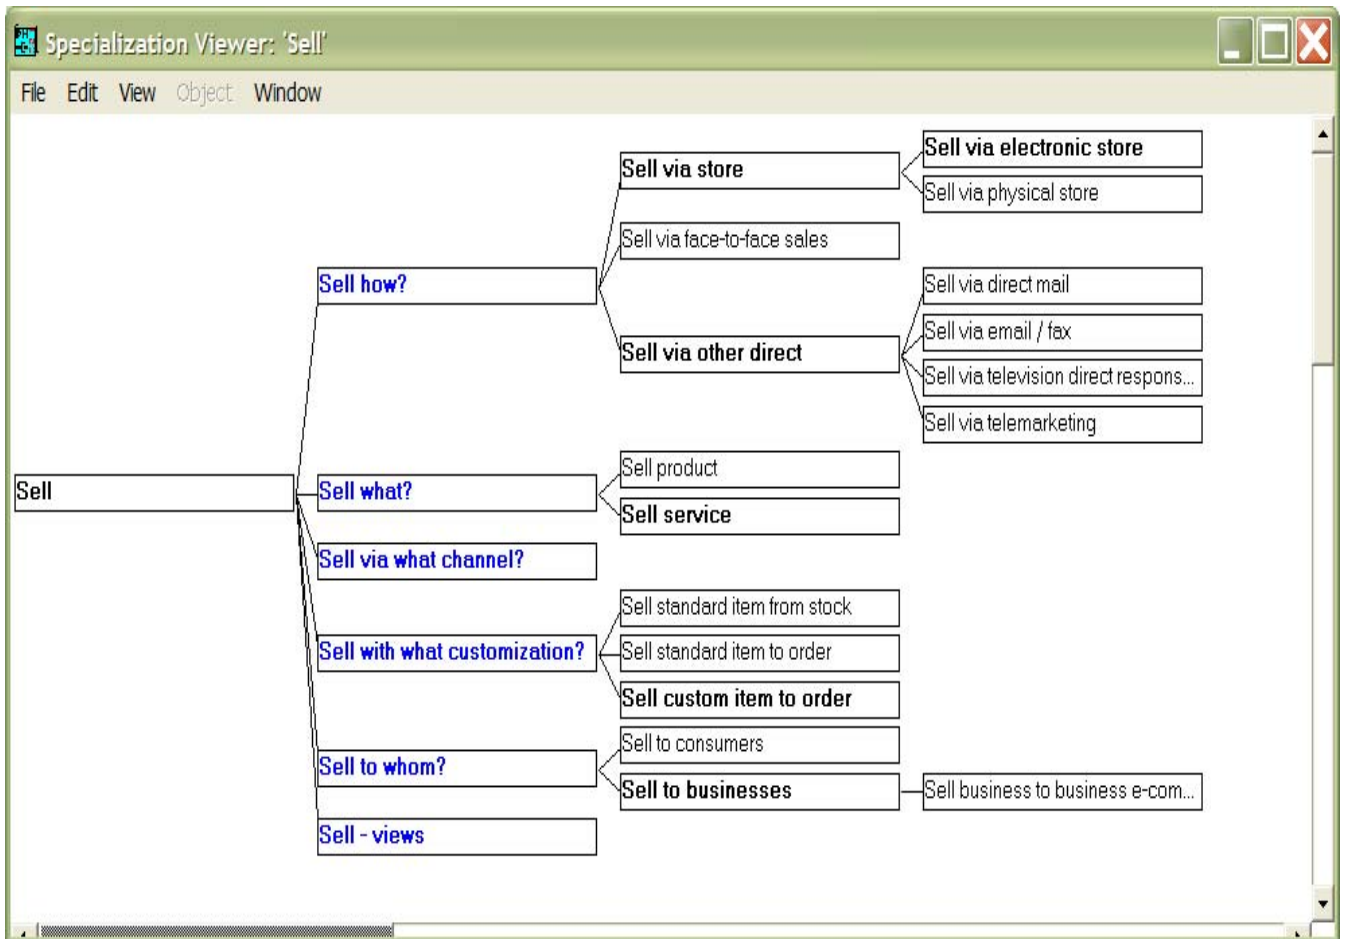 Specialization Viewer: 'Sell'
File Edit View Object Window
Sell
Sell how?
Sell via store
Sell via electronic store
Sell via physical store
Sell via face-to-face sales
Sell via other direct
Sell via direct mail
Sell via email / fax
Sell via television direct respons...
Sell via telemarketing
Sell what?
Sell product
Sell service
Sell via what channel?
Sell with what customization?
Sell standard item from stock
Sell standard item to order
Sell custom item to order
Sell to whom?
Sell to consumers
Sell to businesses
Sell business to business e-com...
Sell - views